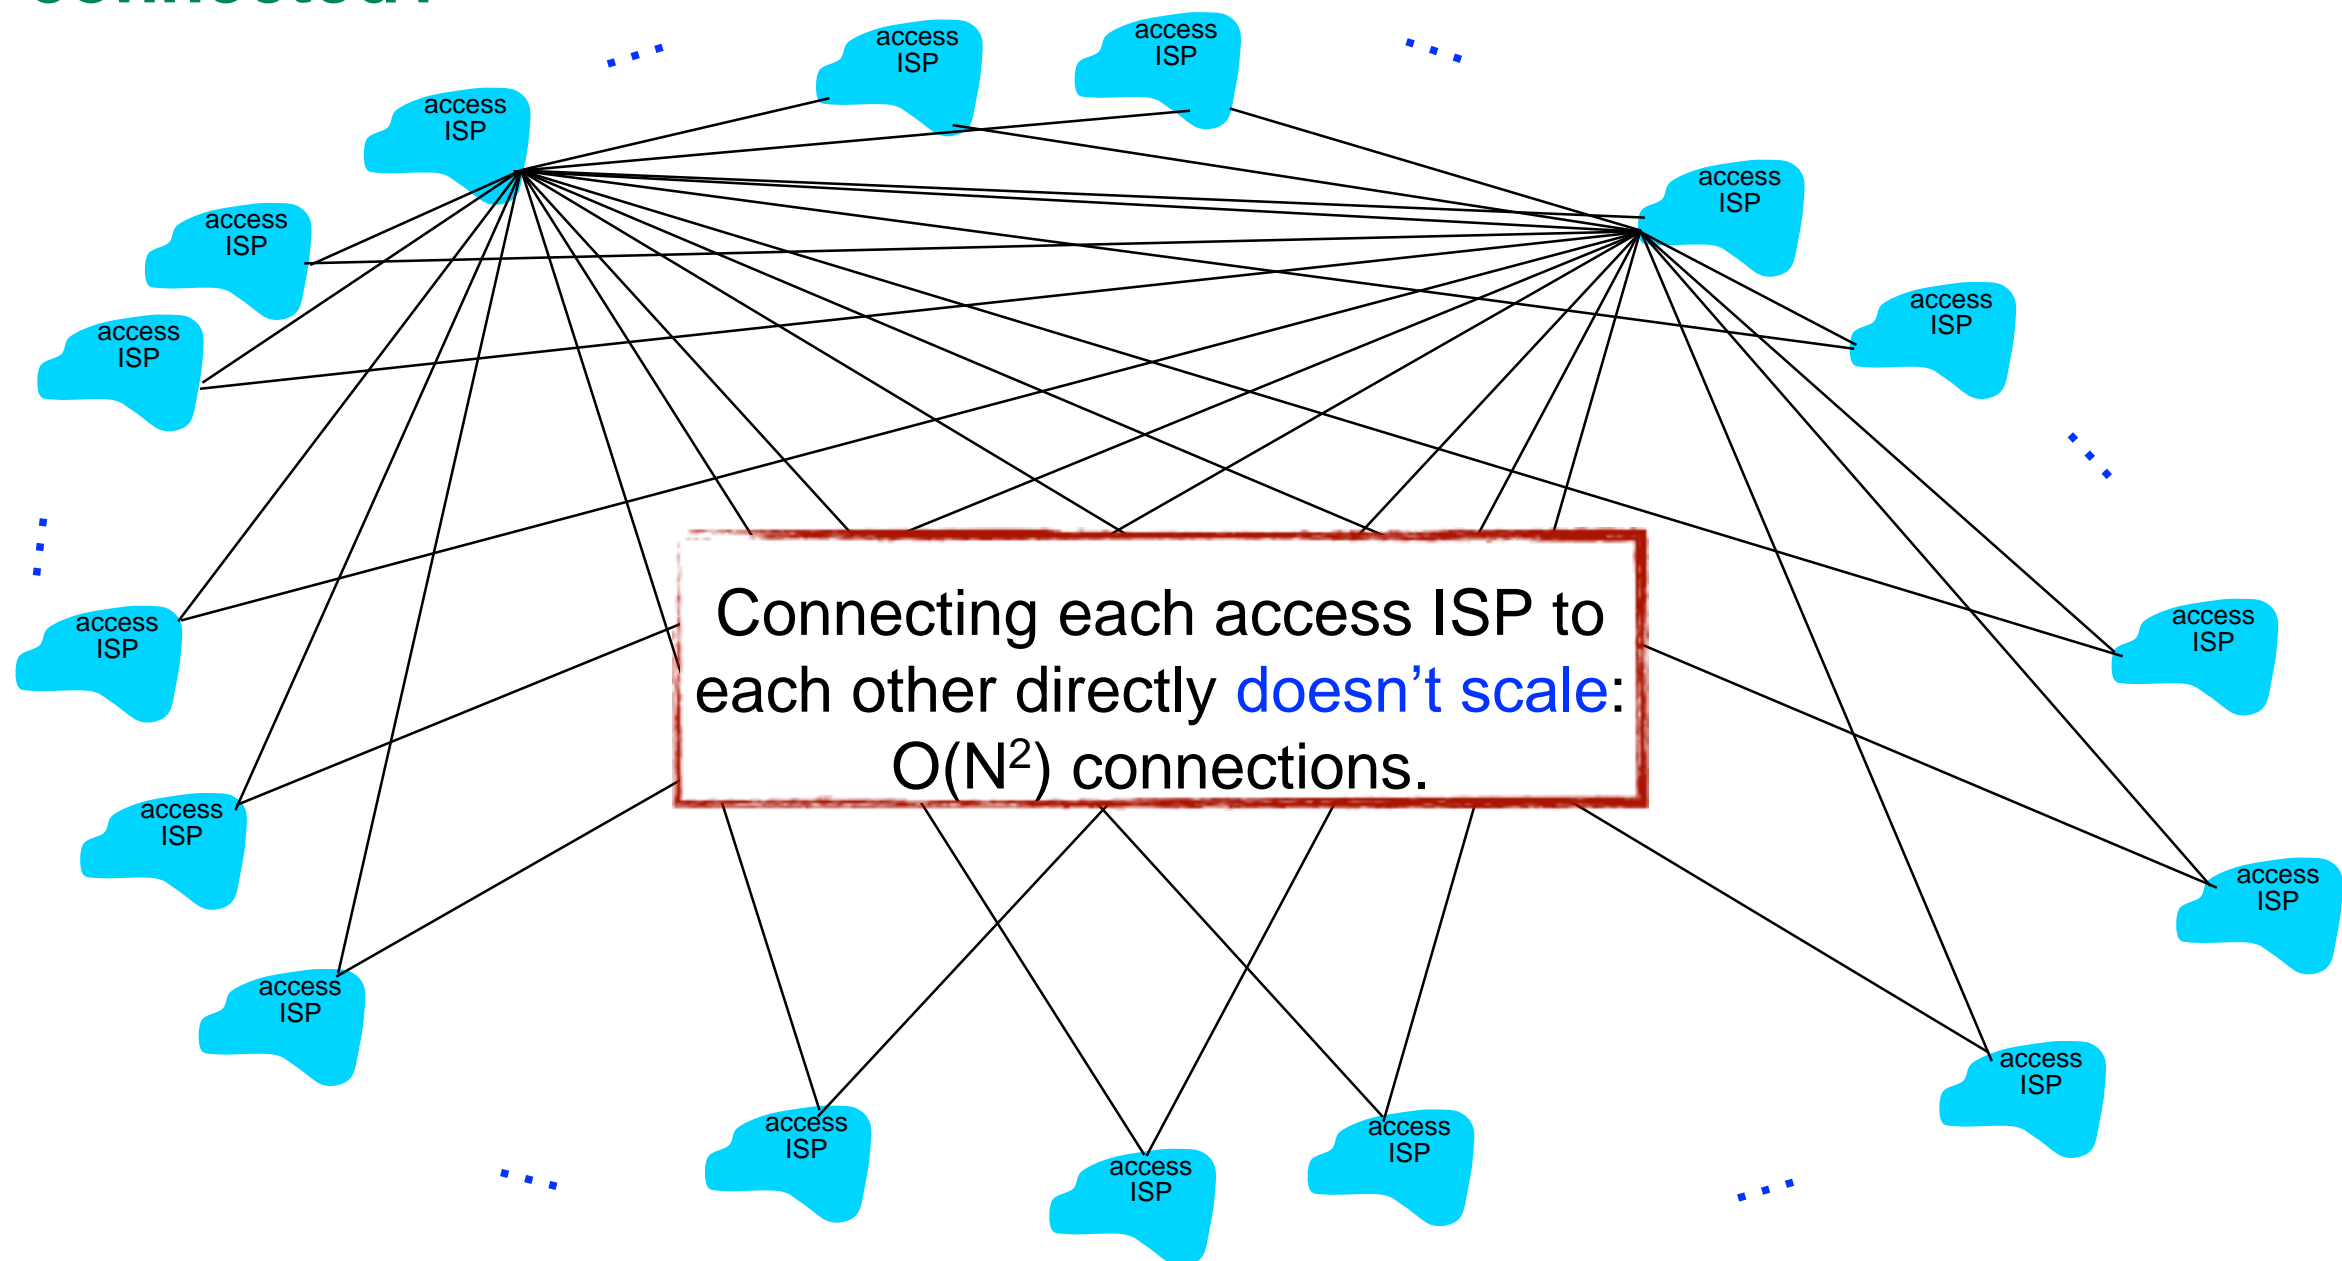 access
ISP
access
ISP
access
ISP
access
ISP
access
ISP
access
ISP
access
ISP
access
ISP
Connecting each access ISP to
each other directly doesn’t scale:
O(N²) connections.
access
ISP
access
ISP
access
ISP
access
ISP
access
ISP
access
ISP
access
ISP
access
ISP
access
ISP